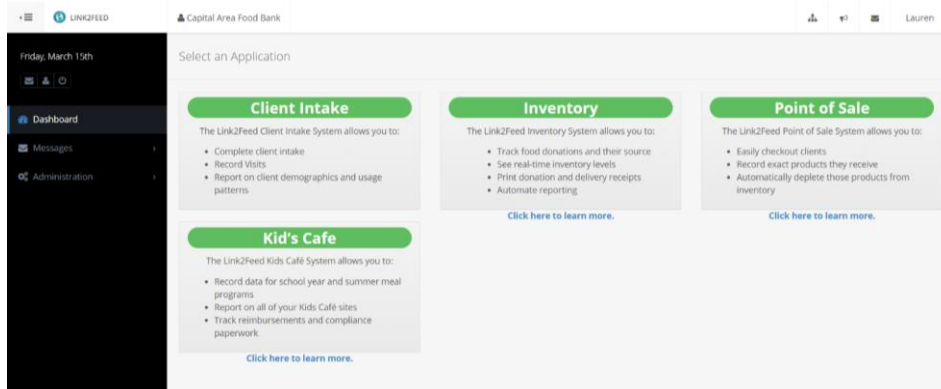 LINK2FEED
Capital Area Food Bank
Lauren
Friday, March 15th
Dashboard
Messages
Administration
Select an Application
Client Intake
The Link2Feed Client Intake System allows you to:
• Complete client intake
• Record Visits
• Report on client demographics and usage
patterns
Inventory
The Link2Feed Inventory System allows you to:
• Track food donations and their source
• See real-time inventory levels
• Print donation and delivery receipts
• Automate reporting
Click here to learn more.
Point of Sale
The Link2Feed Point of Sale System allows you to:
• Easily checkout clients
• Record exact products they receive
• Automatically deplete those products from
inventory
Click here to learn more.
Kid's Cafe
The Link2Feed Kids Café System allows you to:
• Record data for school year and summer meal
programs
• Report on all of your Kids Café sites
• Track reimbursements and compliance
paperwork
Click here to learn more.